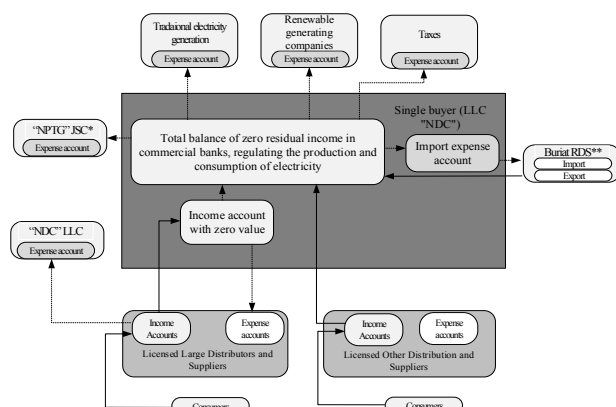 Tradaional electricity
generation
Expense account
Renewable
generating
companies
Expense account
Taxes
Expense account
"NPTG" JSC*
Expense account
Single buyer (LLC
"NDC")
Total balance of zero residual income in
commercial banks, regulating the production and
consumption of electricity
Import expense
account
Buriat RDS**
Import
Export
Income account
with zero value
"NDC" LLC
Expense account
Income
Accounts
Expense
accounts
Licensed Large Distributors and
Suppliers
Income
Accounts
Expense
accounts
Licensed Other Distribution and
Suppliers
Consumers
Consumers